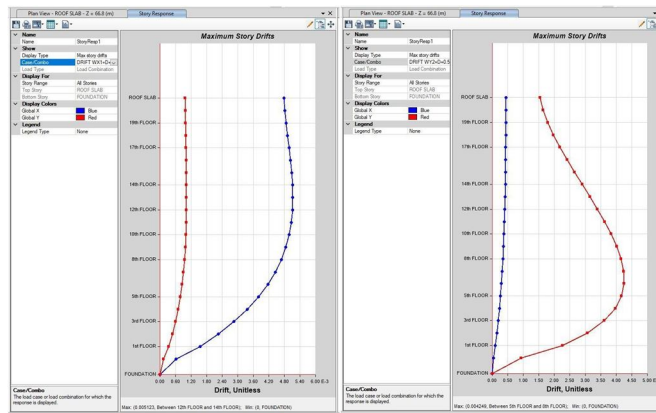 Plan View - ROOF SLAB - Z = 66.8 (m)
Story Response
Name
Name StoryResp1
Show
Display Type Max story drifts
Case/Combo DRIFT WX1+D+
Load Type Load Combination
Display For
Story Range All Stories
Top Story ROOF SLAB
Bottom Story FOUNDATION
Display Colors
Global X Blue
Global Y Red
Legend
Legend Type None
Case/Combo
The load case or load combination for which the
response is displayed.
Maximum Story Drifts
ROOF SLAB
19th FLOOR
17th FLOOR
14th FLOOR
12th FLOOR
10th FLOOR
8th FLOOR
5th FLOOR
3rd FLOOR
1st FLOOR
FOUNDATION
0.00 0.60 1.20 1.80 2.40 3.00 3.60 4.20 4.80 5.40 6.00 E-3
Drift, Unitless
Max: (0.005123, Between 12th FLOOR and 14th FLOOR); Min: (0, FOUNDATION)
Plan View - ROOF SLAB - Z = 66.8 (m)
Story Response
Name
Name StoryResp1
Show
Display Type Max story drifts
Case/Combo DRIFT WY2+D+0.5
Load Type Load Combination
Display For
Story Range All Stories
Top Story ROOF SLAB
Bottom Story FOUNDATION
Display Colors
Global X Blue
Global Y Red
Legend
Legend Type None
Case/Combo
The load case or load combination for which the
response is displayed.
Maximum Story Drifts
ROOF SLAB
19th FLOOR
17th FLOOR
14th FLOOR
12th FLOOR
10th FLOOR
8th FLOOR
5th FLOOR
3rd FLOOR
1st FLOOR
FOUNDATION
0.00 0.50 1.00 1.50 2.00 2.50 3.00 3.50 4.00 4.50 5.00 E
Drift, Unitless
Max: (0.004249, Between 5th FLOOR and 8th FLOOR); Min: (0, FOUNDATION)